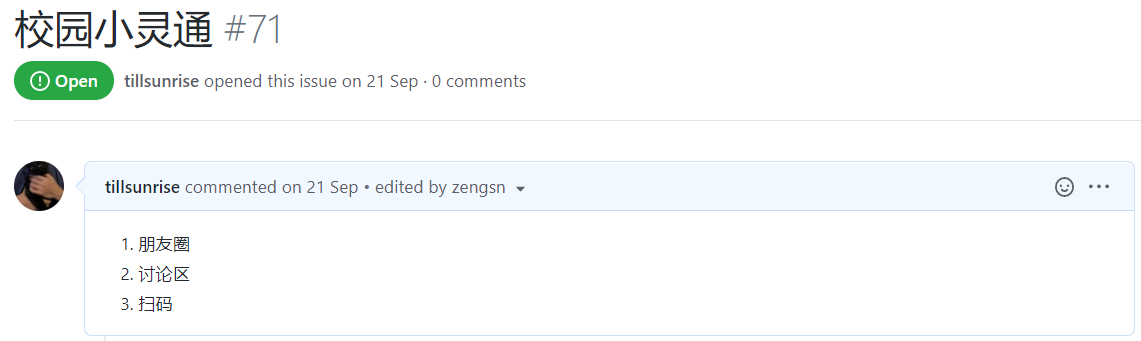 校园小灵通 #71
Open tillsunrise opened this issue on 21 Sep · 0 comments
tillsunrise commented on 21 Sep • edited by zengsn
1. 朋友圈
2. 讨论区
3. 扫码